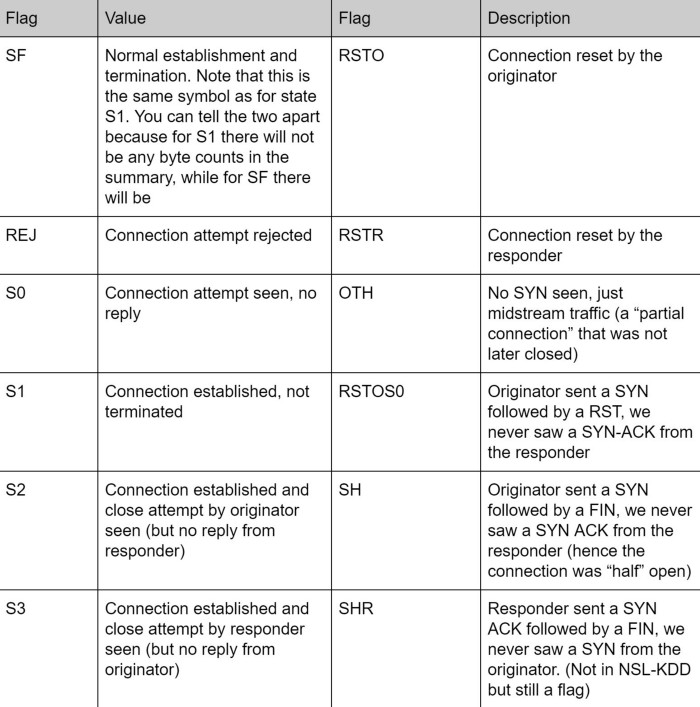 Flag Value Flag Description
SF Normal establishment and RSTO Connection reset by the
termination. Note that this is originator
the same symbol as for state
S1. You can tell the two apart
because for S1 there will not
be any byte counts in the
summary, while for SF there
will be
REJ Connection attempt rejected RSTR Connection reset by the
responder
S0 Connection attempt seen, no OTH No SYN seen, just
reply midstream traffic (a “partial
connection” that was not
later closed)
S1 Connection established, not RSTOS0 Originator sent a SYN
terminated followed by a RST, we
never saw a SYN-ACK from
the responder
S2 Connection established and SH Originator sent a SYN
close attempt by originator followed by a FIN, we never
seen (but no reply from saw a SYN ACK from the
responder) responder (hence the
connection was “half” open)
S3 Connection established and SHR Responder sent a SYN
close attempt by responder ACK followed by a FIN, we
seen (but no reply from never saw a SYN from the
originator) originator. (Not in NSL-KDD
but still a flag)